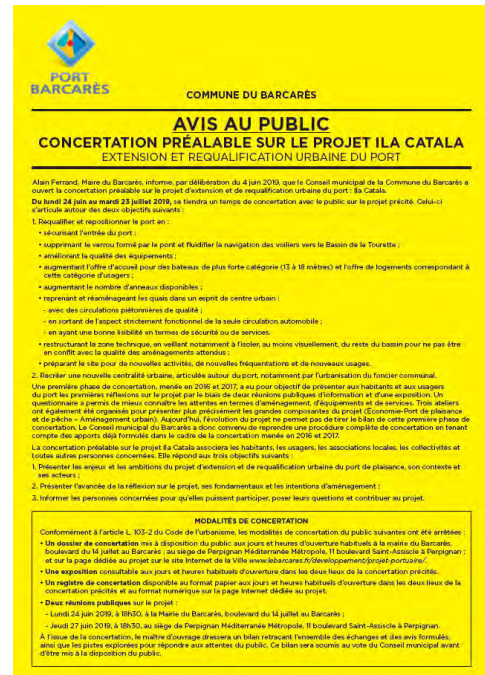 PORT
BARCARÈS
COMMUNE DU BARCARÈS
AVIS AU PUBLIC
CONCERTATION PRÉALABLE SUR LE PROJET ILA CATALA
EXTENSION ET REQUALIFICATION URBAINE DU PORT
Alain Ferrand, Maire du Barcarès, informe, par délibération du 4 juin 2019, que le Conseil municipal de la Commune du Barcarès a
ouvert la concertation préalable sur le projet d'extension et de requalification urbaine du port : Ila Catala.
Du lundi 24 juin au mardi 23 juillet 2019, se tiendra un temps de concertation avec le public sur le projet précité. Celui-ci
s'articule autour des deux objectifs suivants :
1. Requalifier et repositionner le port en :
• sécurisant l'entrée du port ;
• supprimant le verrou formé par le pont et fluidifier la navigation des voiliers vers le Bassin de la Tourette ;
• améliorant la qualité des équipements ;
• augmentant l'offre d'accueil pour des bateaux de plus forte catégorie (13 à 18 mètres) et l'offre de logements correspondant à
cette catégorie d'usagers ;
• augmentant le nombre d'anneaux disponibles ;
• reprenant et réaménageant les quais dans un esprit de centre urbain :
- avec des circulations piétonnières de qualité ;
- en sortant de l'aspect strictement fonctionnel de la seule circulation automobile ;
- en ayant une bonne lisibilité en termes de sécurité ou de services.
• restructurant la zone technique, en veillant notamment à l'isoler, au moins visuellement, du reste du bassin pour ne pas être
en conflit avec la qualité des aménagements attendus ;
• préparant le site pour de nouvelles activités, de nouvelles fréquentations et de nouveaux usages.
2. Recréer une nouvelle centralité urbaine, articulée autour du port, notamment par l'urbanisation du foncier communal.
Une première phase de concertation, menée en 2016 et 2017, a eu pour objectif de présenter aux habitants et aux usagers
du port les premières réflexions sur le projet par le biais de deux réunions publiques d'information et d'une exposition. Un
questionnaire a permis de mieux connaître les attentes en termes d'aménagement, d'équipements et de services. Trois ateliers
ont également été organisés pour présenter plus précisément les grandes composantes du projet (Économie-Port de plaisance
et de pêche - Aménagement urbain). Aujourd'hui, l'évolution du projet ne permet pas de tirer le bilan de cette première phase de
concertation. Le Conseil municipal du Barcarès a donc convenu de reprendre une procédure complète de concertation en tenant
compte des apports déjà formulés dans le cadre de la concertation menée en 2016 et 2017.
La concertation préalable sur le projet Ila Catala associera les habitants, les usagers, les associations locales, les collectivités et
toutes autres personnes concernées. Elle répond aux trois objectifs suivants :
1. Présenter les enjeux et les ambitions du projet d'extension et de requalification urbaine du port de plaisance, son contexte et
ses acteurs ;
2. Présenter l'avancée de la réflexion sur le projet, ses fondamentaux et les intentions d'aménagement ;
3. Informer les personnes concernées pour qu'elles puissent participer, poser leurs questions et contribuer au projet.
MODALITÉS DE CONCERTATION
Conformément à l'article L. 103-2 du Code de l'urbanisme, les modalités de concertation du public suivantes ont été arrêtées :
• Un dossier de concertation mis à disposition du public aux jours et heures d'ouverture habituels à la mairie du Barcarès,
boulevard du 14 juillet au Barcarès ; au siège de Perpignan Méditerranée Métropole, 11 boulevard Saint-Assiscle à Perpignan ;
et sur la page dédiée au projet sur le site Internet de la Ville www.lebarcares.fr/developpement/projet-portuaire/.
• Une exposition consultable aux jours et heures habituels d'ouverture dans les deux lieux de la concertation précités.
• Un registre de concertation disponible au format papier aux jours et heures habituels d'ouverture dans les deux lieux de la
concertation précités et au format numérique sur la page Internet dédiée au projet.
• Deux réunions publiques sur le projet :
- Lundi 24 juin 2019, à 18h30, à la Mairie du Barcarès, boulevard du 14 juillet au Barcarès ;
- Jeudi 27 juin 2019, à 18h30, au siège de Perpignan Méditerranée Métropole, 11 boulevard Saint-Assiscle à Perpignan.
À l'issue de la concertation, le maître d'ouvrage dressera un bilan retraçant l'ensemble des échanges et des avis formulés,
ainsi que les pistes explorées pour répondre aux attentes du public. Ce bilan sera soumis au vote du Conseil municipal avant
d'être mis à la disposition du public.